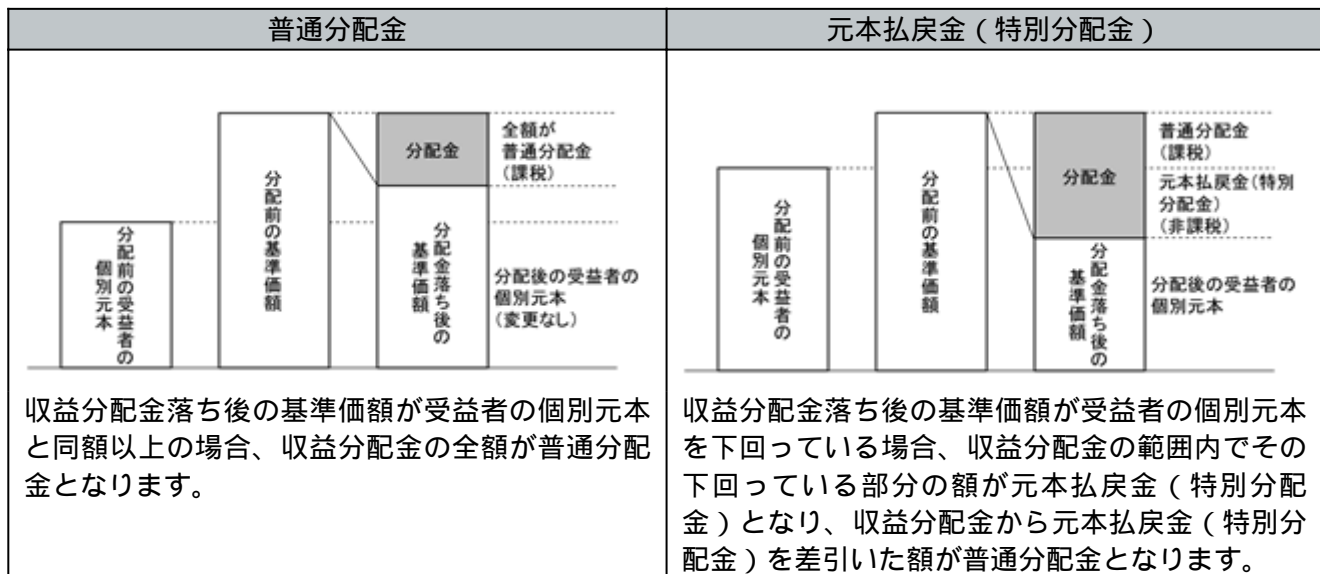 普通分配金
分配前の受益者の
個別元本
分配前の基準価額
分配金
分配金落ち後の
基準価額
全額が
普通分配金
(課税)
分配後の受益者の
個別元本
(変更なし)
収益分配金落ち後の基準価額が受益者の個別元本
と同額以上の場合、収益分配金の全額が普通分配
金となります。
元本払戻金(特別分配金)
分配前の受益者の
個別元本
分配前の基準価額
分配金
分配金落ち後の
基準価額
普通分配金
(課税)
元本払戻金(特別
分配金)
(非課税)
分配後の受益者の
個別元本
収益分配金落ち後の基準価額が受益者の個別元本
を下回っている場合、収益分配金の範囲内でその
下回っている部分の額が元本払戻金(特別分配
金)となり、収益分配金から元本払戻金(特別分
配金)を差引いた額が普通分配金となります。